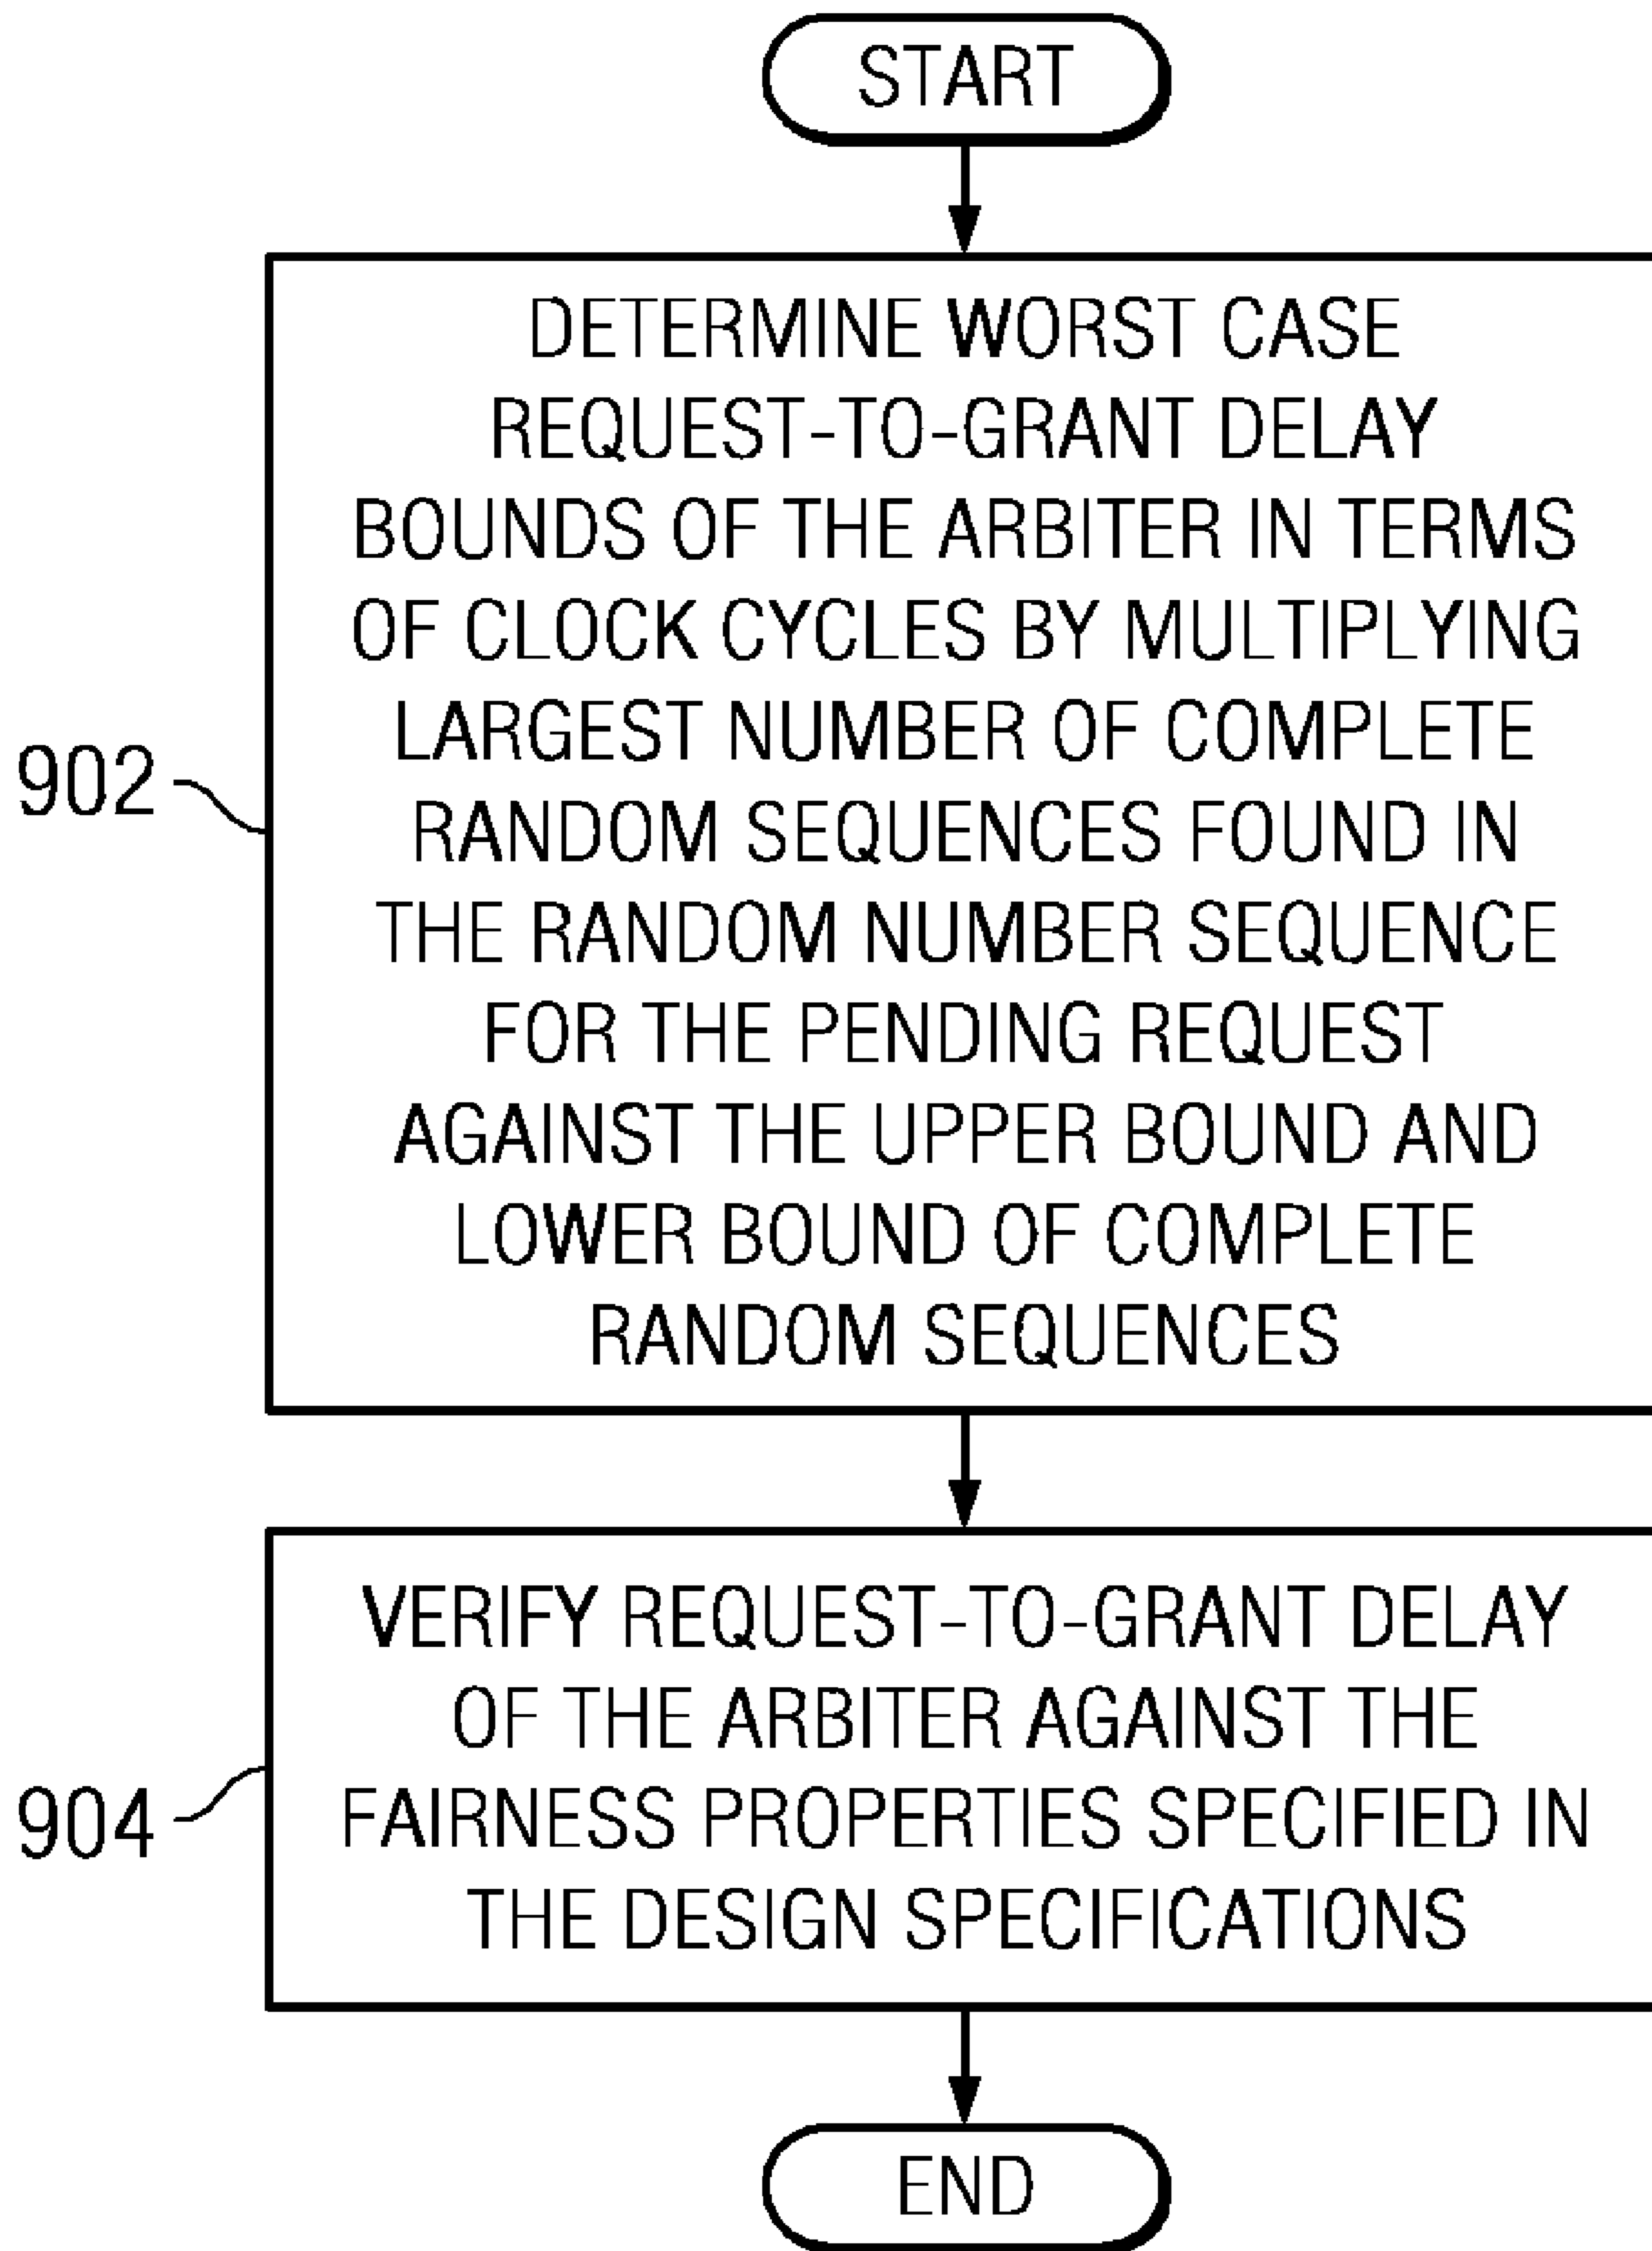 START
DETERMINE WORST CASE
REQUEST-TO-GRANT DELAY
BOUNDS OF THE ARBITER IN TERMS
OF CLOCK CYCLES BY MULTIPLYING
LARGEST NUMBER OF COMPLETE
902
RANDOM SEQUENCES FOUND IN
THE RANDOM NUMBER SEQUENCE
FOR THE PENDING REQUEST
AGAINST THE UPPER BOUND AND
LOWER BOUND OF COMPLETE
RANDOM SEQUENCES
VERIFY REQUEST-TO-GRANT DELAY
OF THE ARBITER AGAINST THE
904
FAIRNESS PROPERTIES SPECIFIED IN
THE DESIGN SPECIFICATIONS
END